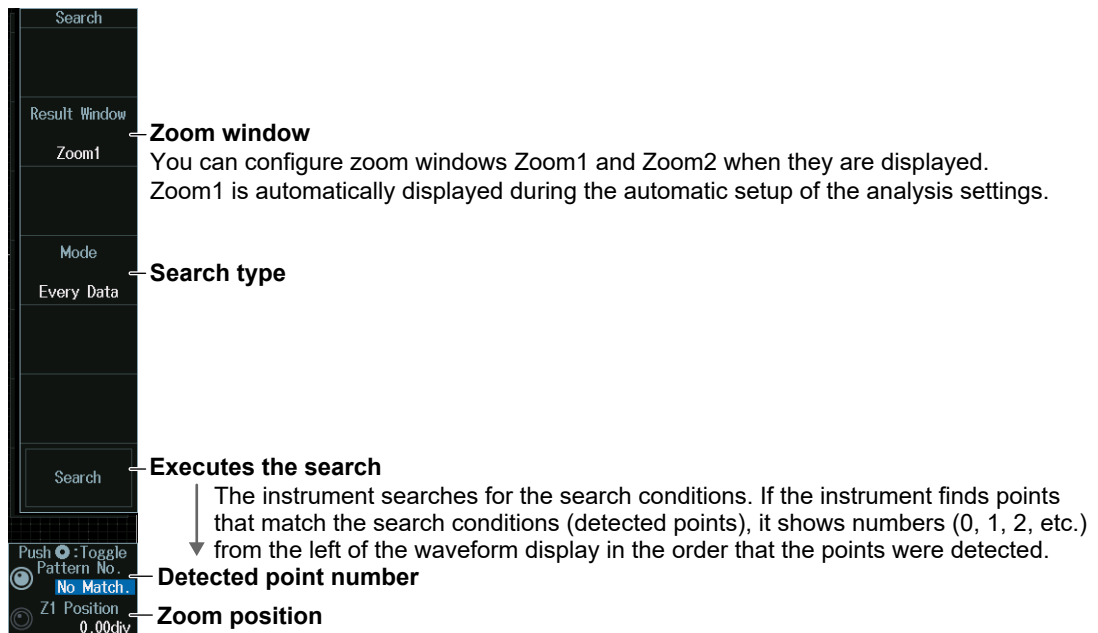 Search
Result Window
Zoom1
Zoom window
You can configure zoom windows Zoom1 and Zoom2 when they are displayed.
Zoom1 is automatically displayed during the automatic setup of the analysis settings.
Mode
Every Data
Search type
Search
Executes the search
The instrument searches for the search conditions. If the instrument finds points
that match the search conditions (detected points), it shows numbers (0, 1, 2, etc.)
from the left of the waveform display in the order that the points were detected.
Push :Toggle
Pattern No.
No Match.
Detected point number
Z1 Position
0.00div
Zoom position